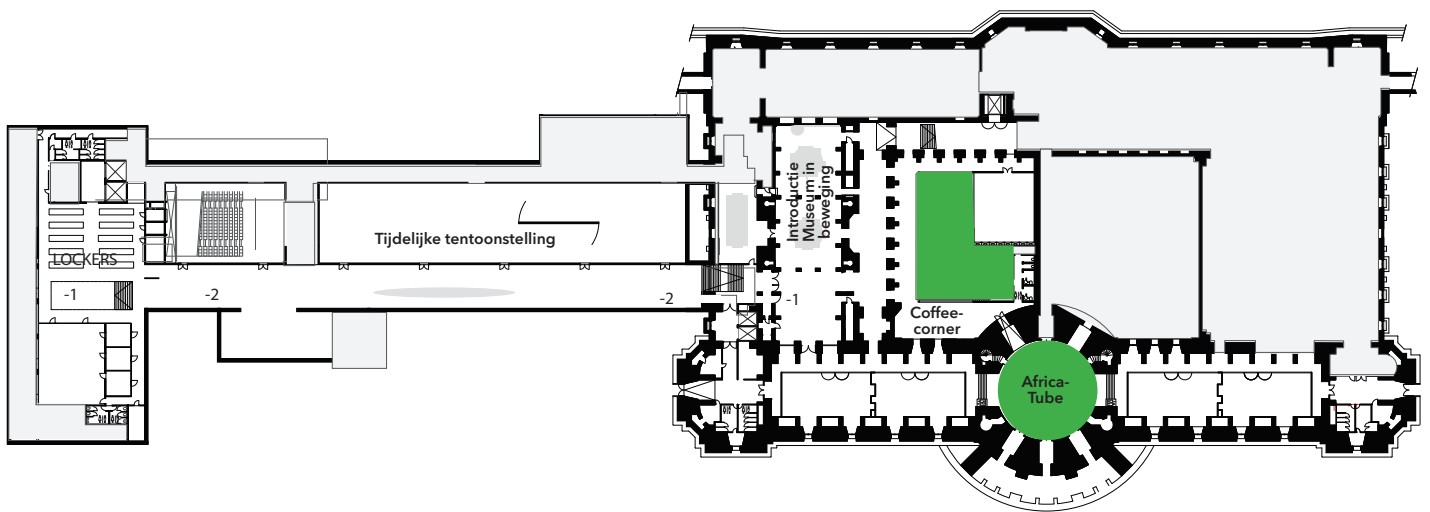 LOCKERS
-1
-2
Tijdelijke tentoonstelling
-2
Introductie
Museum in
beweging
-1
Coffee-
corner
Africa-
Tube